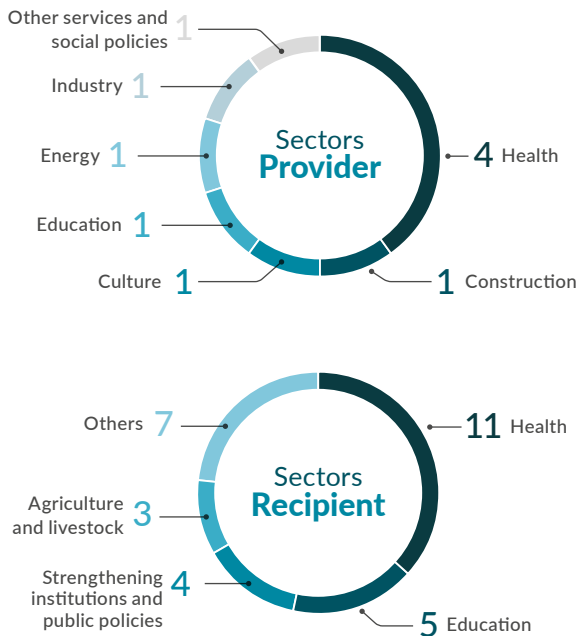 Other services and
social policies 1
Industry 1
Energy 1
Education 1
Culture 1
Sectors
Provider
4 Health
1 Construction
Others 7
Agriculture
and livestock 3
Strengthening
institutions and
public policies 4
Sectors
Recipient
11 Health
5 Education